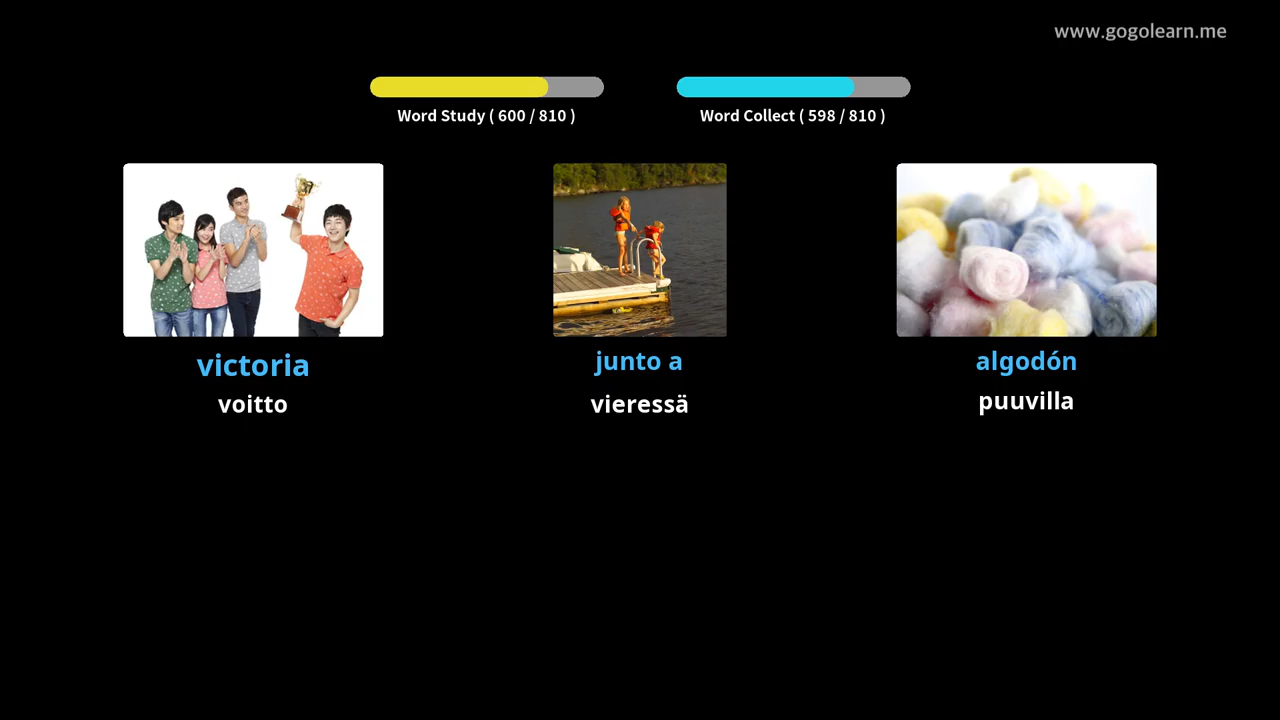 www.gogolearn.me
Word Study ( 600 / 810 )
Word Collect ( 598 / 810 )
victoria
voitto
junto a
vieressä
algodón
puuvilla